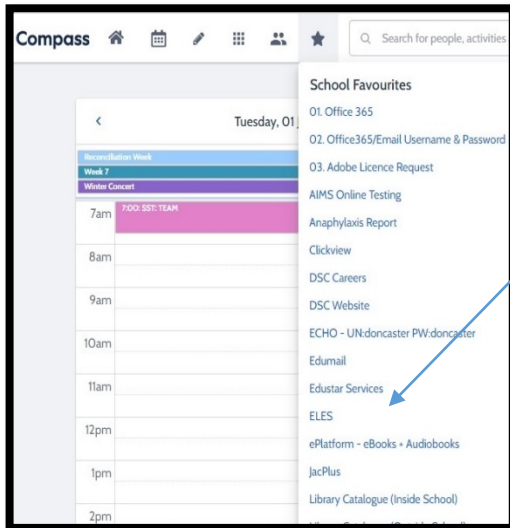 Compass
Search for people, activities
School Favourites
01. Office 365
02. Office365/Email Username & Password
03. Adobe Licence Request
AIMS Online Testing
Anaphylaxis Report
Clickview
DSC Careers
DSC Website
ECHO - UN:doncaster PW:doncaster
Edumail
Edustar Services
ELES
ePlatform - eBooks + Audiobooks
JacPlus
Library Catalogue (Inside School)
Tuesday, 01
Reconciliation Week
Week 7
Winter Concert
7am
7:00: SST: TEAM
8am
9am
10am
11am
12pm
1pm
2pm